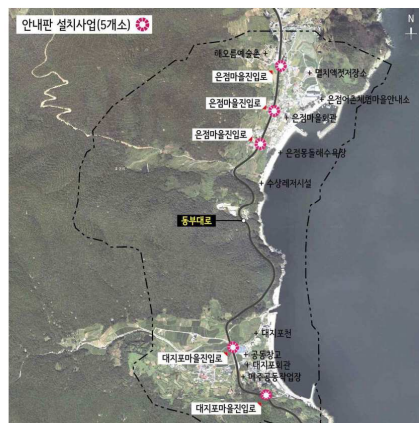 안내판 설치사업(5개소)
N
해오름예술촌
은점마을진입로
멸치액젓저장소
은점마을진입로
은점어촌체험마을안내소
은점마을회관
은점마을진입로
은점몽돌해수욕장
수상레저시설
동부대로
대지포천
대지포마을진입로
공동창고
대지포회관
메주공동작업장
대지포마을진입로